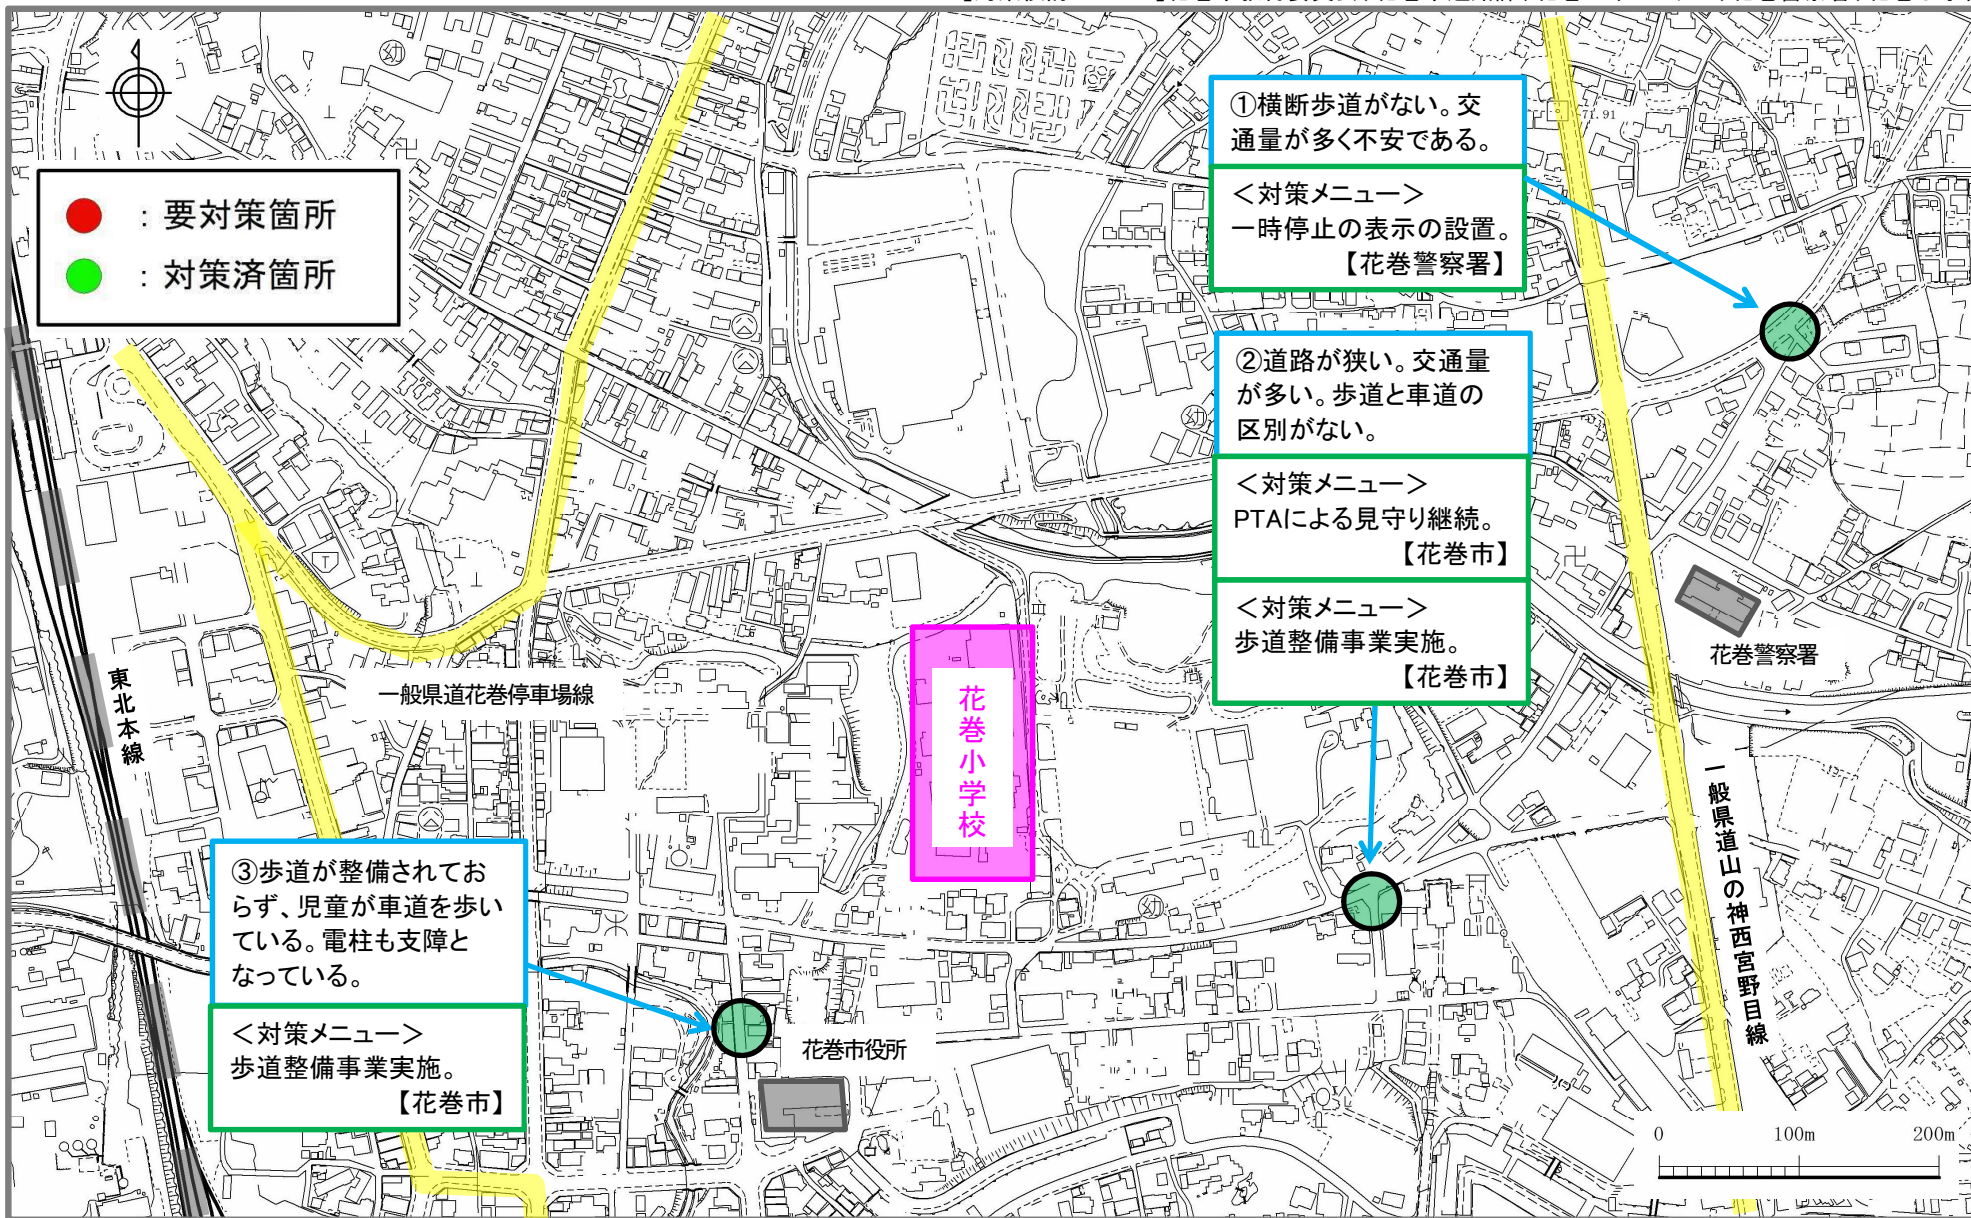 : 要対策箇所
: 対策済箇所
①横断歩道がない。交
通量が多く不安である。
＜対策メニュー＞
一時停止の表示の設置。
【花巻警察署】
②道路が狭い。交通量
が多い。歩道と車道の
区別がない。
＜対策メニュー＞
PTAによる見守り継続。
【花巻市】
＜対策メニュー＞
歩道整備事業実施。
【花巻市】
花巻警察署
一般県道花巻停車場線
東北本線
花巻小学校
一般県道山の神西宮野目線
③歩道が整備されてお
らず、児童が車道を歩い
ている。電柱も支障と
なっている。
＜対策メニュー＞
歩道整備事業実施。
【花巻市】
花巻市役所
0 100m 200m